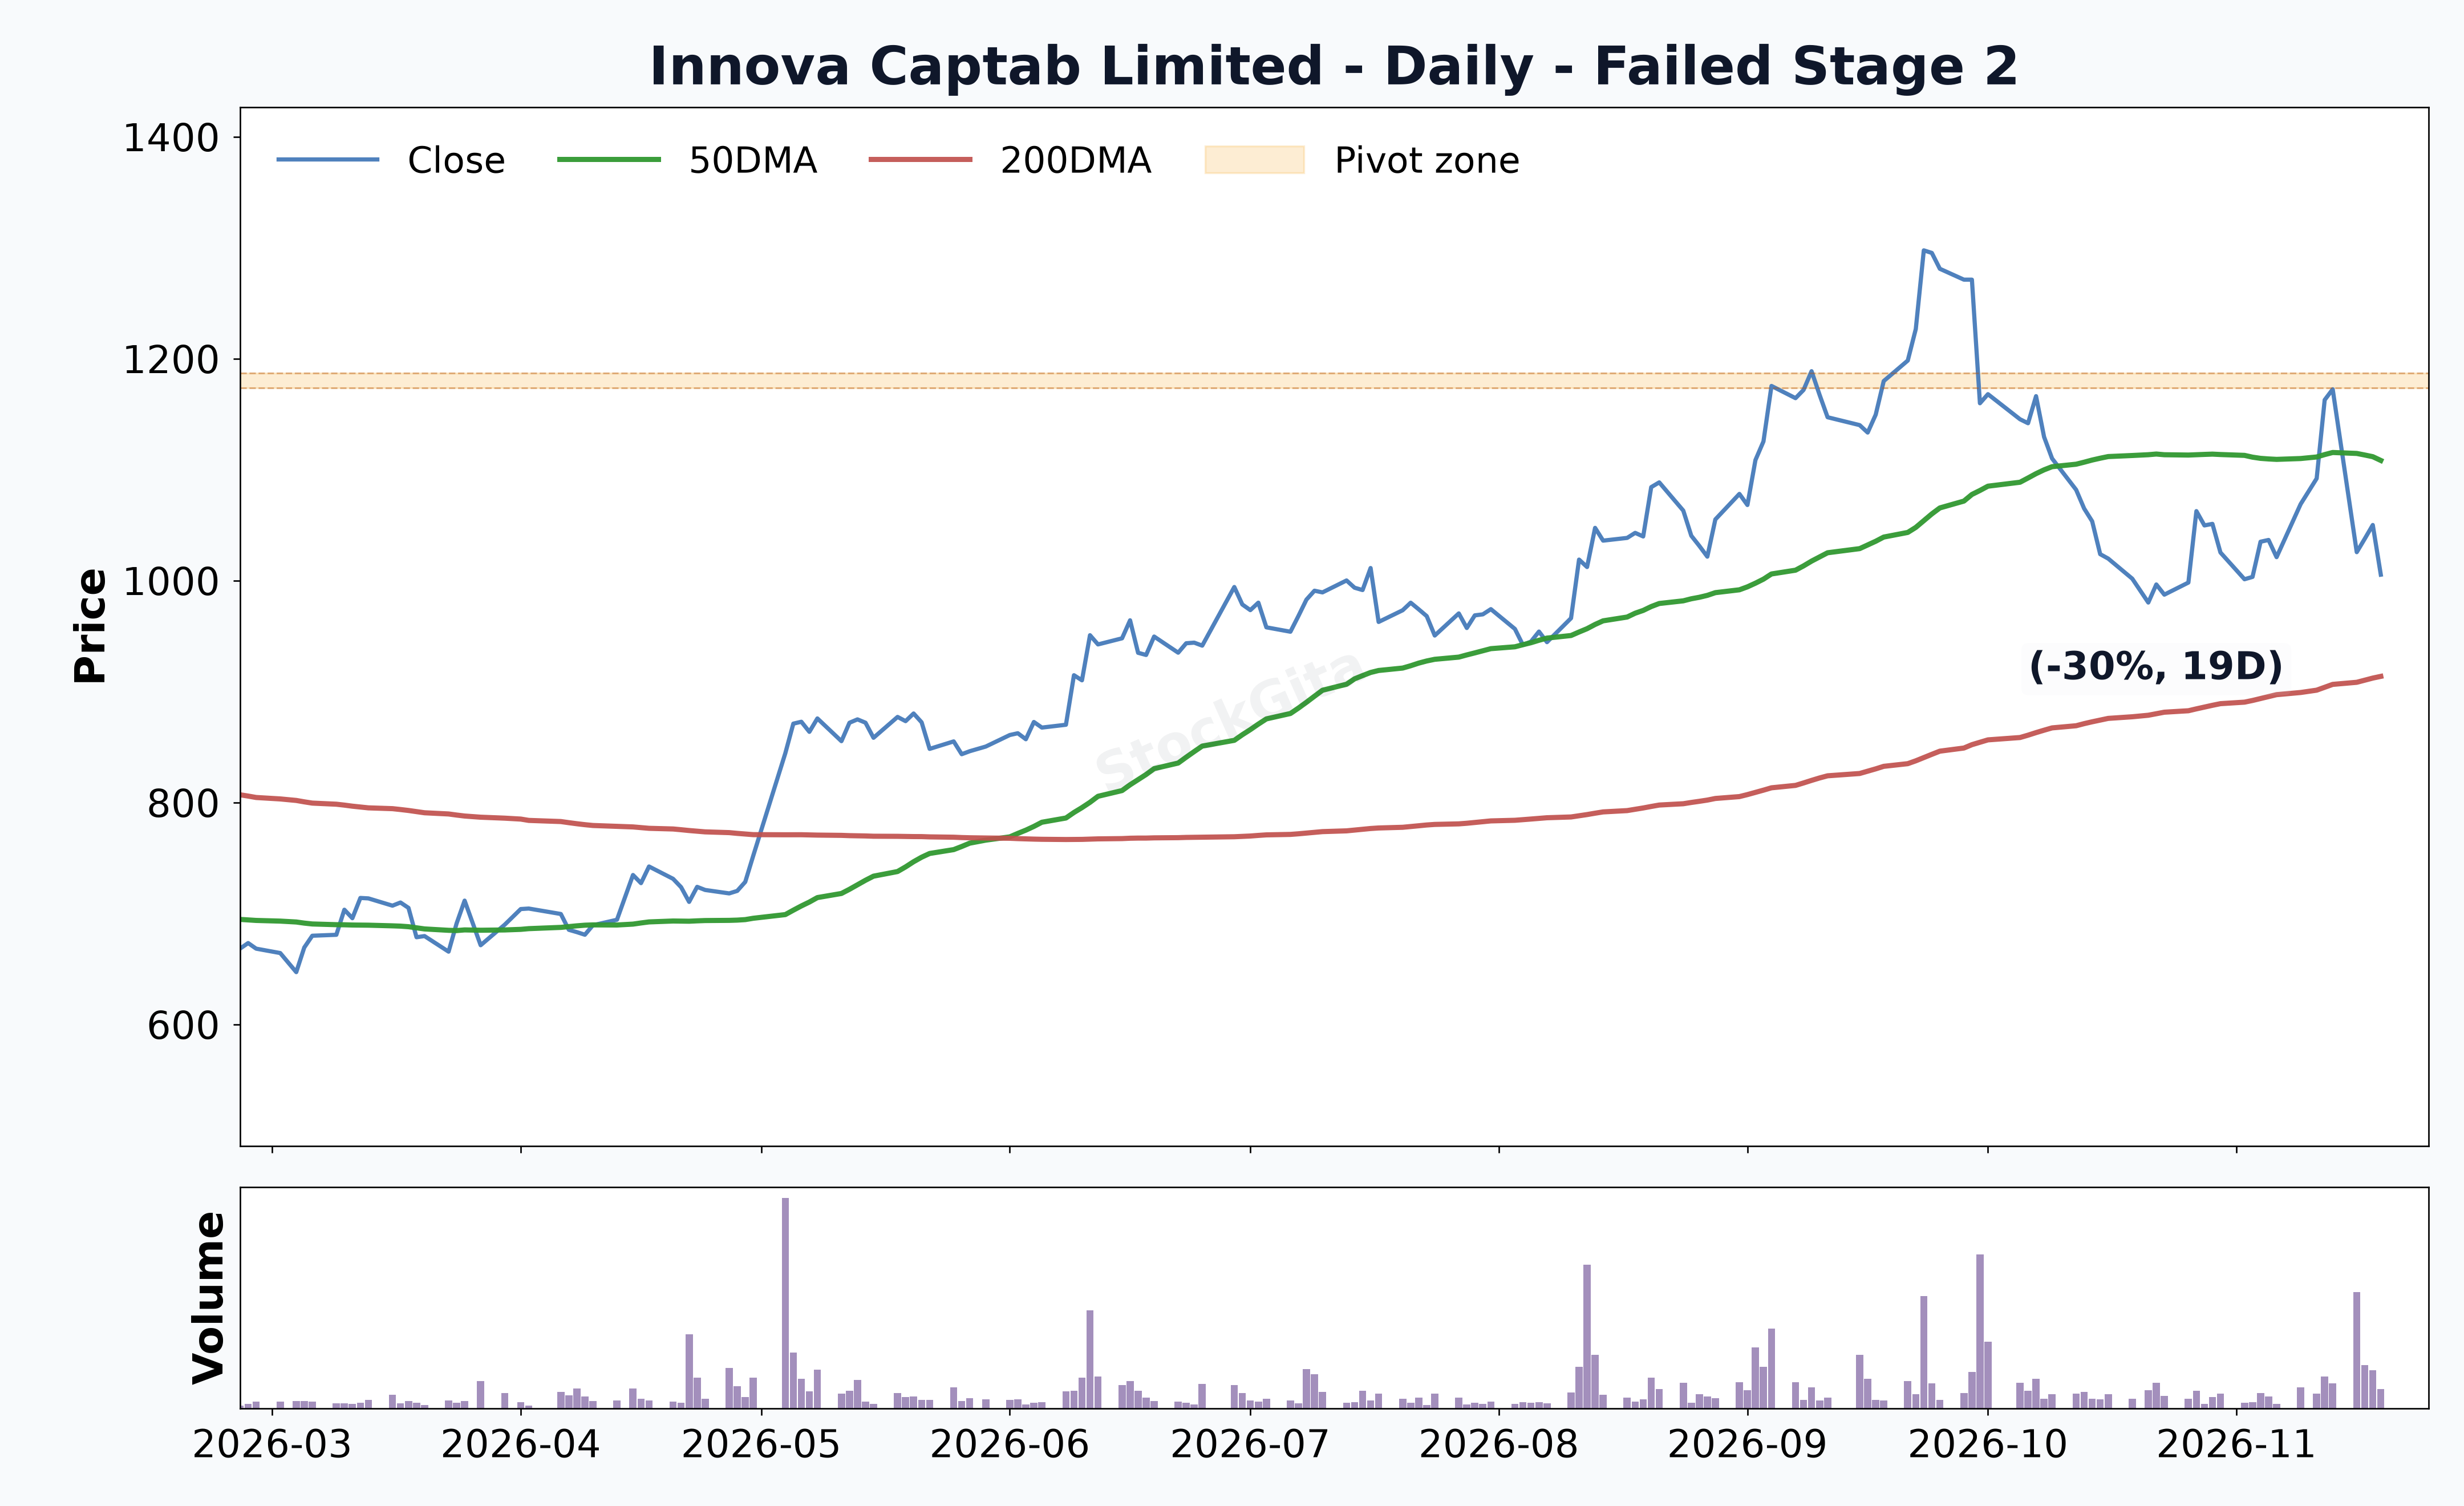 Innova Captab Limited - Daily - Failed Stage 2
Close 50DMA 200DMA Pivot zone
1400
1200
1000
800
600
Price
StockGita
(-30%, 19D)
Volume
2026-03 2026-04 2026-05 2026-06 2026-07 2026-08 2026-09 2026-10 2026-11